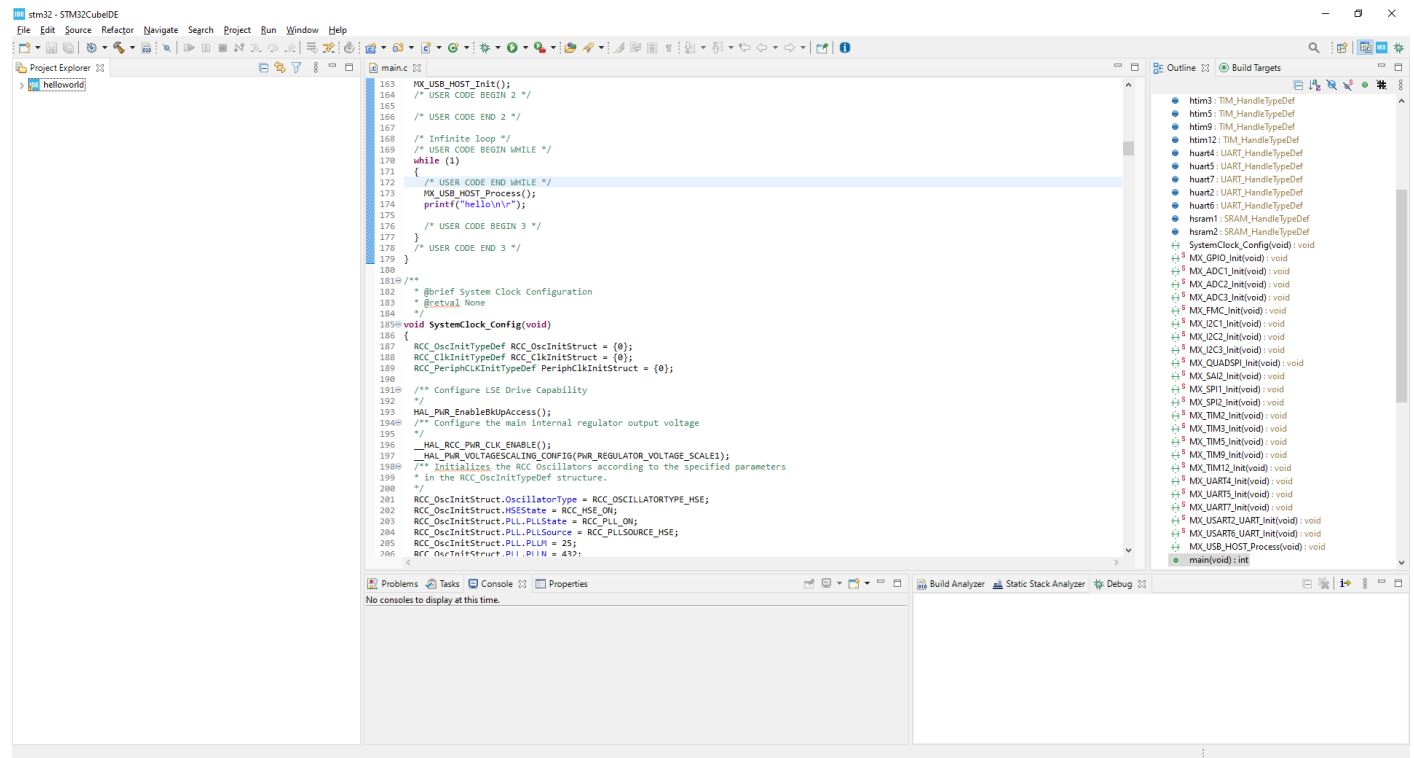 IDE stm32 - STM32CubeIDE
File Edit Source Refactor Navigate Search Project Run Window Help
Project Explorer
helloworld
main.c
163 MX_USB_HOST_Init();
164 /* USER CODE BEGIN 2 */
165
166 /* USER CODE END 2 */
167
168 /* Infinite loop */
169 /* USER CODE BEGIN WHILE */
170 while (1)
171 {
172 /* USER CODE END WHILE */
173 MX_USB_HOST_Process();
174 printf("hello\n\r");
175
176 /* USER CODE BEGIN 3 */
177 }
178 /* USER CODE END 3 */
179 }
180
181 /**
182 * @brief System Clock Configuration
183 * @retval None
184 */
185 void SystemClock_Config(void)
186 {
187 RCC_OscInitTypeDef RCC_OscInitStruct = {0};
188 RCC_ClkInitTypeDef RCC_ClkInitStruct = {0};
189 RCC_PeriphCLKInitTypeDef PeriphClkInitStruct = {0};
190
191 /** Configure LSE Drive Capability
192 */
193 HAL_PWR_EnableBkUpAccess();
194 /** Configure the main internal regulator output voltage
195 */
196 __HAL_RCC_PWR_CLK_ENABLE();
197 __HAL_PWR_VOLTAGESCALING_CONFIG(PWR_REGULATOR_VOLTAGE_SCALE1);
198 /** Initializes the RCC Oscillators according to the specified parameters
199 * in the RCC_OscInitTypeDef structure.
200 */
201 RCC_OscInitStruct.OscillatorType = RCC_OSCILLATORTYPE_HSE;
202 RCC_OscInitStruct.HSEState = RCC_HSE_ON;
203 RCC_OscInitStruct.PLL.PLLState = RCC_PLL_ON;
204 RCC_OscInitStruct.PLL.PLLSource = RCC_PLLSOURCE_HSE;
205 RCC_OscInitStruct.PLL.PLLM = 25;
206 RCC_OscInitStruct.PLL.PLLN = 432;
Outline Build Targets
htim3 : TIM_HandleTypeDef
htim5 : TIM_HandleTypeDef
htim9 : TIM_HandleTypeDef
htim12 : TIM_HandleTypeDef
huart4 : UART_HandleTypeDef
huart5 : UART_HandleTypeDef
huart7 : UART_HandleTypeDef
huart2 : UART_HandleTypeDef
huart6 : UART_HandleTypeDef
hsram1 : SRAM_HandleTypeDef
hsram2 : SRAM_HandleTypeDef
SystemClock_Config(void) : void
MX_GPIO_Init(void) : void
MX_ADC1_Init(void) : void
MX_ADC2_Init(void) : void
MX_ADC3_Init(void) : void
MX_FMC_Init(void) : void
MX_I2C1_Init(void) : void
MX_I2C2_Init(void) : void
MX_I2C3_Init(void) : void
MX_QUADSPI_Init(void) : void
MX_SAI2_Init(void) : void
MX_SPI1_Init(void) : void
MX_SPI2_Init(void) : void
MX_TIM2_Init(void) : void
MX_TIM3_Init(void) : void
MX_TIM5_Init(void) : void
MX_TIM9_Init(void) : void
MX_TIM12_Init(void) : void
MX_UART4_Init(void) : void
MX_UART5_Init(void) : void
MX_UART7_Init(void) : void
MX_USART2_UART_Init(void) : void
MX_USART6_UART_Init(void) : void
MX_USB_HOST_Process(void) : void
main(void) : int
Problems Tasks Console Properties
No consoles to display at this time.
Build Analyzer Static Stack Analyzer Debug